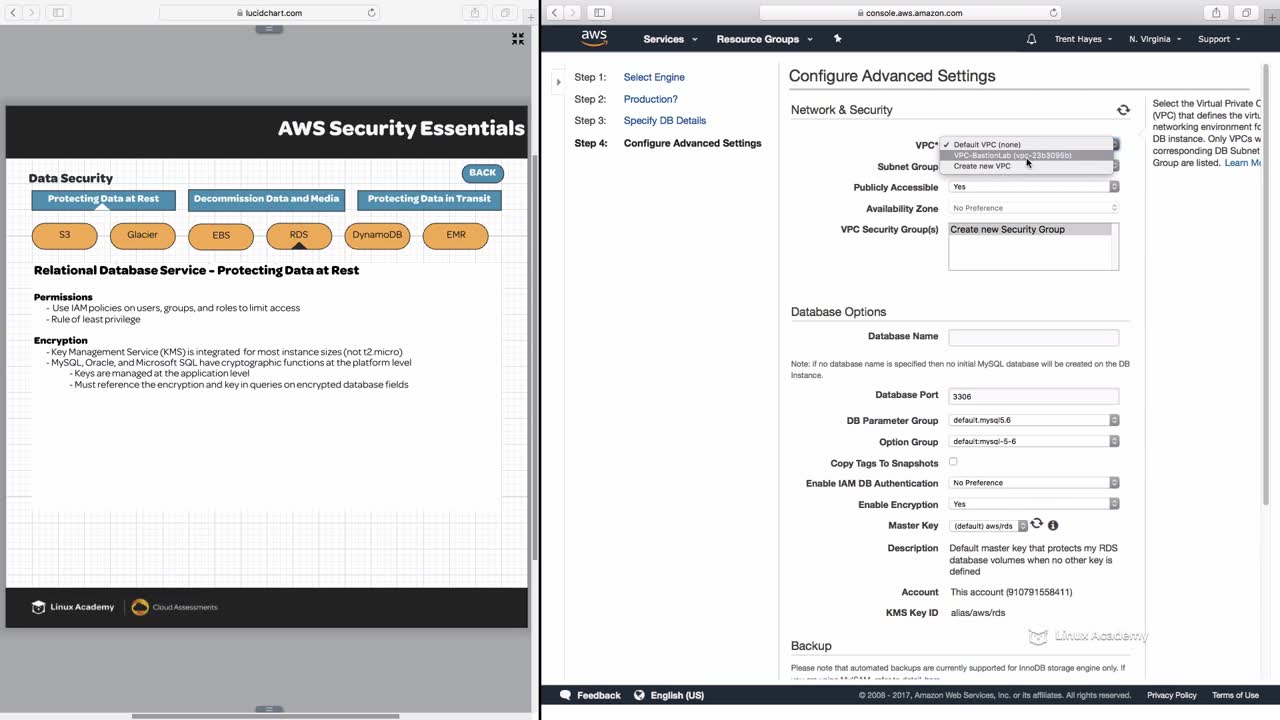 lucidchart.com
AWS Security Essentials
Data Security
BACK
Protecting Data at Rest
Decommission Data and Media
Protecting Data in Transit
S3
Glacier
EBS
RDS
DynamoDB
EMR
Relational Database Service - Protecting Data at Rest
Permissions
- Use IAM policies on users, groups, and roles to limit access
- Rule of least privilege
Encryption
- Key Management Service (KMS) is integrated for most instance sizes (not t2.micro)
- MySQL, Oracle, and Microsoft SQL have cryptographic functions at the platform level
- Keys are managed at the application level
- Must reference the encryption and key in queries on encrypted database fields
Linux Academy
Cloud Assessments
console.aws.amazon.com
aws
Services
Resource Groups
Trent Hayes
N. Virginia
Support
Step 1: Select Engine
Step 2: Production?
Step 3: Specify DB Details
Step 4: Configure Advanced Settings
Configure Advanced Settings
Network & Security
VPC*
✓ Default VPC (none)
VPC-BastionLab (vpc-23b3095b)
Create new VPC
Subnet Group
Publicly Accessible Yes
Availability Zone No Preference
VPC Security Group(s) Create new Security Group
Database Options
Database Name
Note: if no database name is specified then no initial MySQL database will be created on the DB
Instance.
Database Port 3306
DB Parameter Group default.mysql5.6
Option Group default:mysql-5-6
Copy Tags To Snapshots
Enable IAM DB Authentication No Preference
Enable Encryption Yes
Master Key (default) aws/rds
Description Default master key that protects my RDS
database volumes when no other key is
defined
Account This account (910791558411)
KMS Key ID alias/aws/rds
Linux Academy
Backup
Please note that automated backups are currently supported for InnoDB storage engine only. If
Select the Virtual Private C
(VPC) that defines the virtu
networking environment fo
DB instance. Only VPCs w
corresponding DB Subnet
Group are listed. Learn Mo
Feedback
English (US)
© 2008 - 2017, Amazon Web Services, Inc. or its affiliates. All rights reserved.
Privacy Policy
Terms of Use